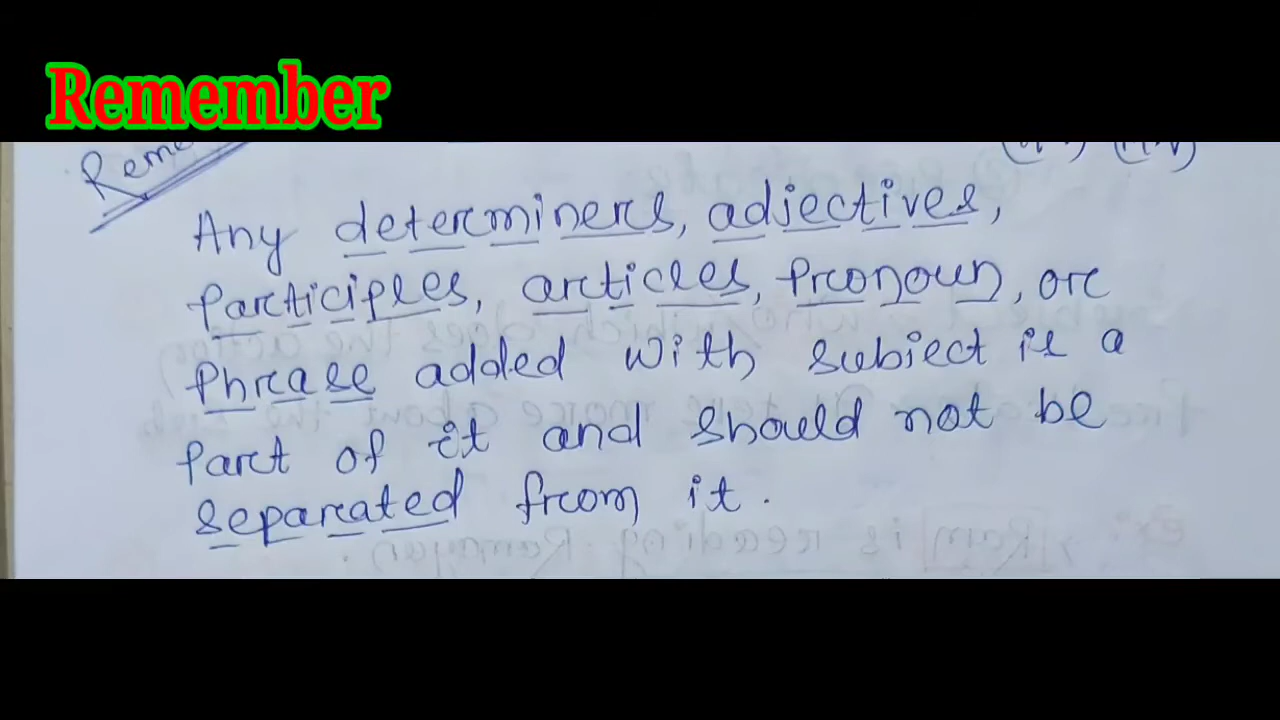 Remember
Reme
Any determiners, adjectives,
participles, articles, pronoun, or
phrase added with subject is a
part of it and should not be
separated from it.